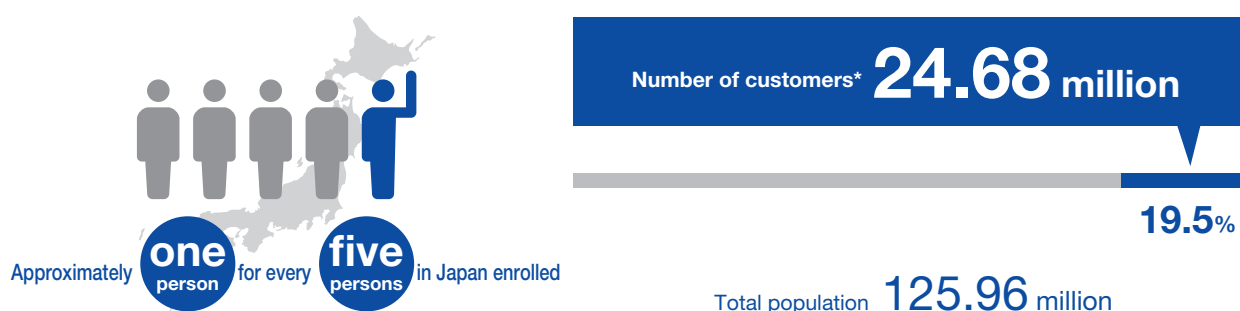 Approximately one person for every five persons in Japan enrolled
Number of customers* 24.68 million
19.5%
Total population 125.96 million